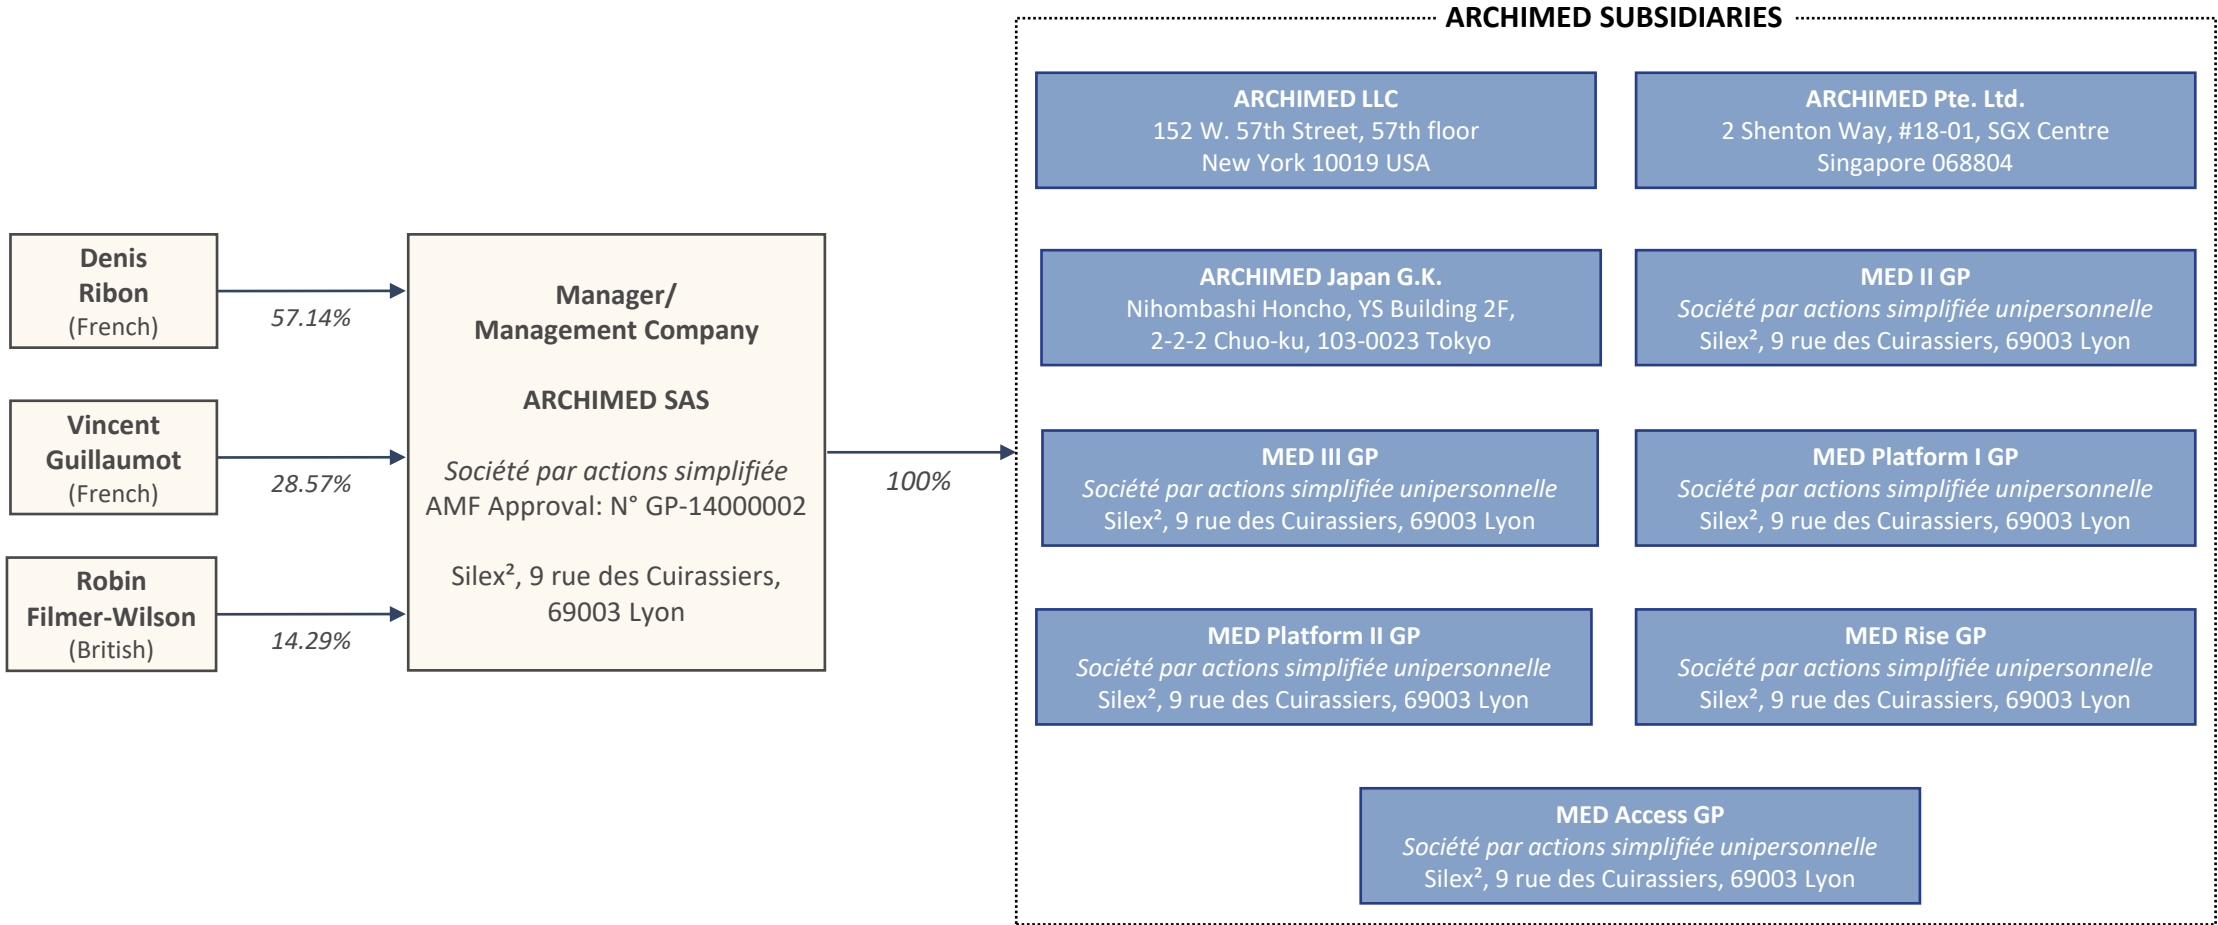 ARCHIMED SUBSIDIARIES
Denis
Ribon
(French)
57.14%
Vincent
Guillaumot
(French)
28.57%
Robin
Filmer-Wilson
(British)
14.29%
Manager/
Management Company
ARCHIMED SAS
Société par actions simplifiée
AMF Approval: N° GP-14000002
Silex², 9 rue des Cuirassiers,
69003 Lyon
100%
ARCHIMED LLC
152 W. 57th Street, 57th floor
New York 10019 USA
ARCHIMED Pte. Ltd.
2 Shenton Way, #18-01, SGX Centre
Singapore 068804
ARCHIMED Japan G.K.
Nihombashi Honcho, YS Building 2F,
2-2-2 Chuo-ku, 103-0023 Tokyo
MED II GP
Société par actions simplifiée unipersonnelle
Silex², 9 rue des Cuirassiers, 69003 Lyon
MED III GP
Société par actions simplifiée unipersonnelle
Silex², 9 rue des Cuirassiers, 69003 Lyon
MED Platform I GP
Société par actions simplifiée unipersonnelle
Silex², 9 rue des Cuirassiers, 69003 Lyon
MED Platform II GP
Société par actions simplifiée unipersonnelle
Silex², 9 rue des Cuirassiers, 69003 Lyon
MED Rise GP
Société par actions simplifiée unipersonnelle
Silex², 9 rue des Cuirassiers, 69003 Lyon
MED Access GP
Société par actions simplifiée unipersonnelle
Silex², 9 rue des Cuirassiers, 69003 Lyon